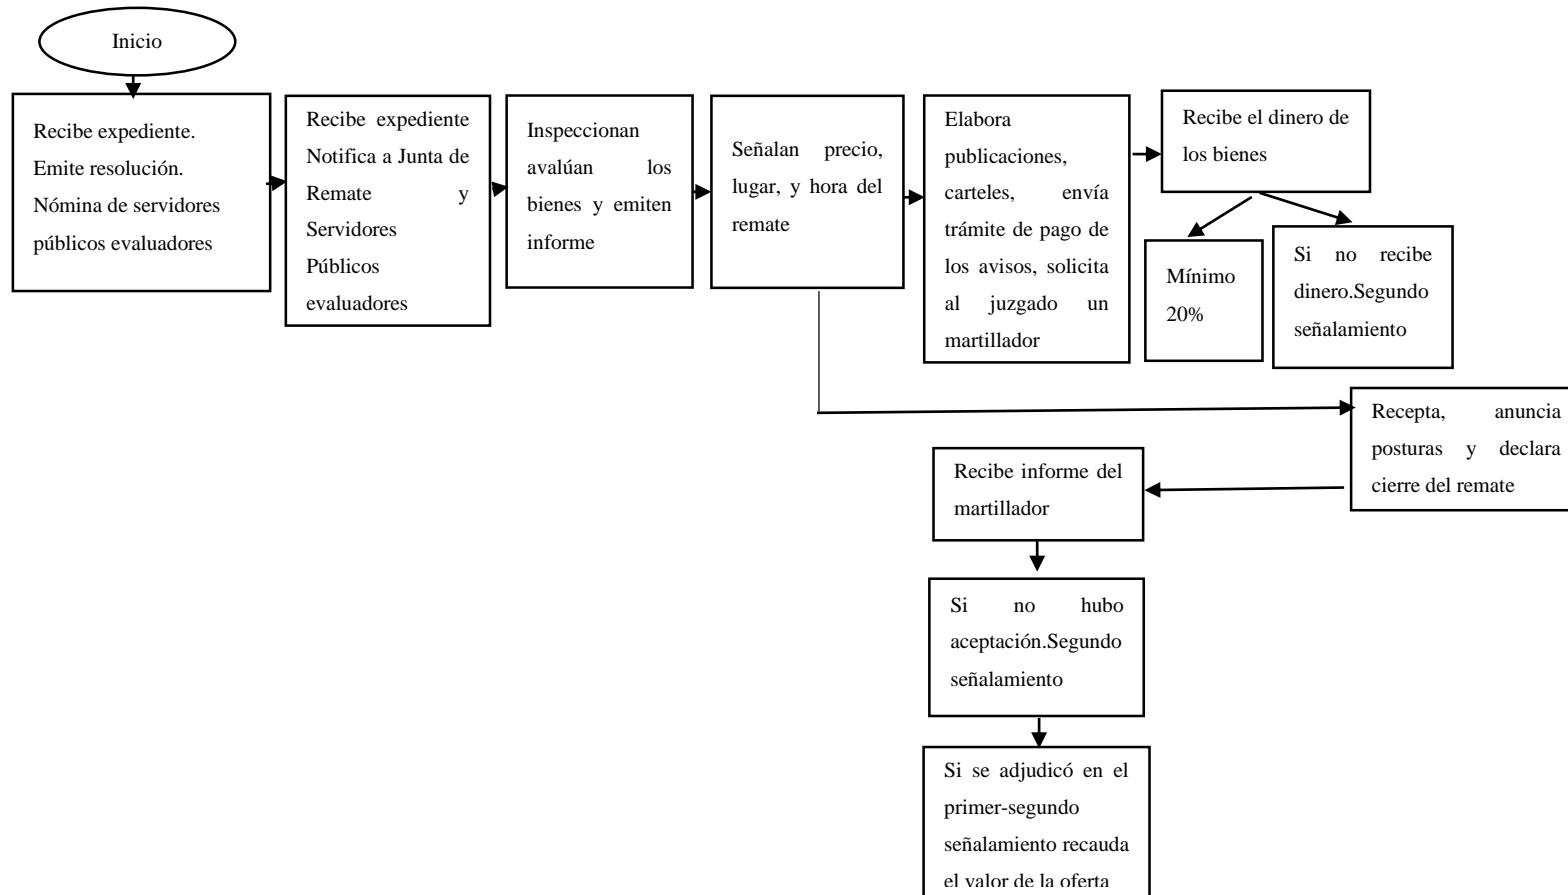 Inicio
Recibe expediente.
Emite resolución.
Nómina de servidores
públicos evaluadores
Recibe expediente
Notifica a Junta de
Remate y
Servidores
Públicos
evaluadores
Inspeccionan
avalúan los
bienes y emiten
informe
Señalan precio,
lugar, y hora del
remate
Elabora
publicaciones,
carteles, envía
trámite de pago de
los avisos, solicita
al juzgado un
martillador
Recibe el dinero de
los bienes
Mínimo
20%
Si no recibe
dinero.Segundo
señalamiento
Recepta, anuncia
posturas y declara
cierre del remate
Recibe informe del
martillador
Si no hubo
aceptación.Segundo
señalamiento
Si se adjudicó en el
primer-segundo
señalamiento recauda
el valor de la oferta